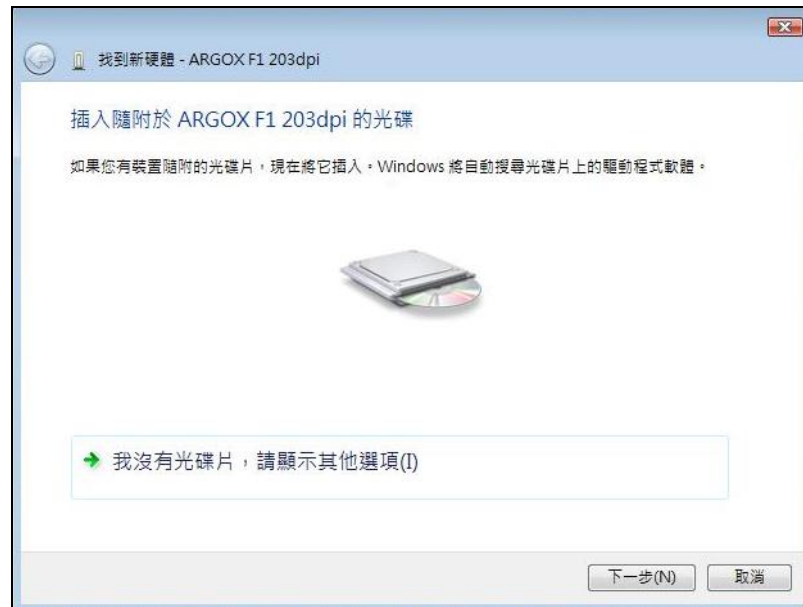 找到新硬體 - ARGOX F1 203dpi
插入隨附於 ARGOX F1 203dpi 的光碟
如果您有裝置隨附的光碟片，現在將它插入。Windows 將自動搜尋光碟片上的驅動程式軟體。
我沒有光碟片，請顯示其他選項(I)
下一步(N) 取消